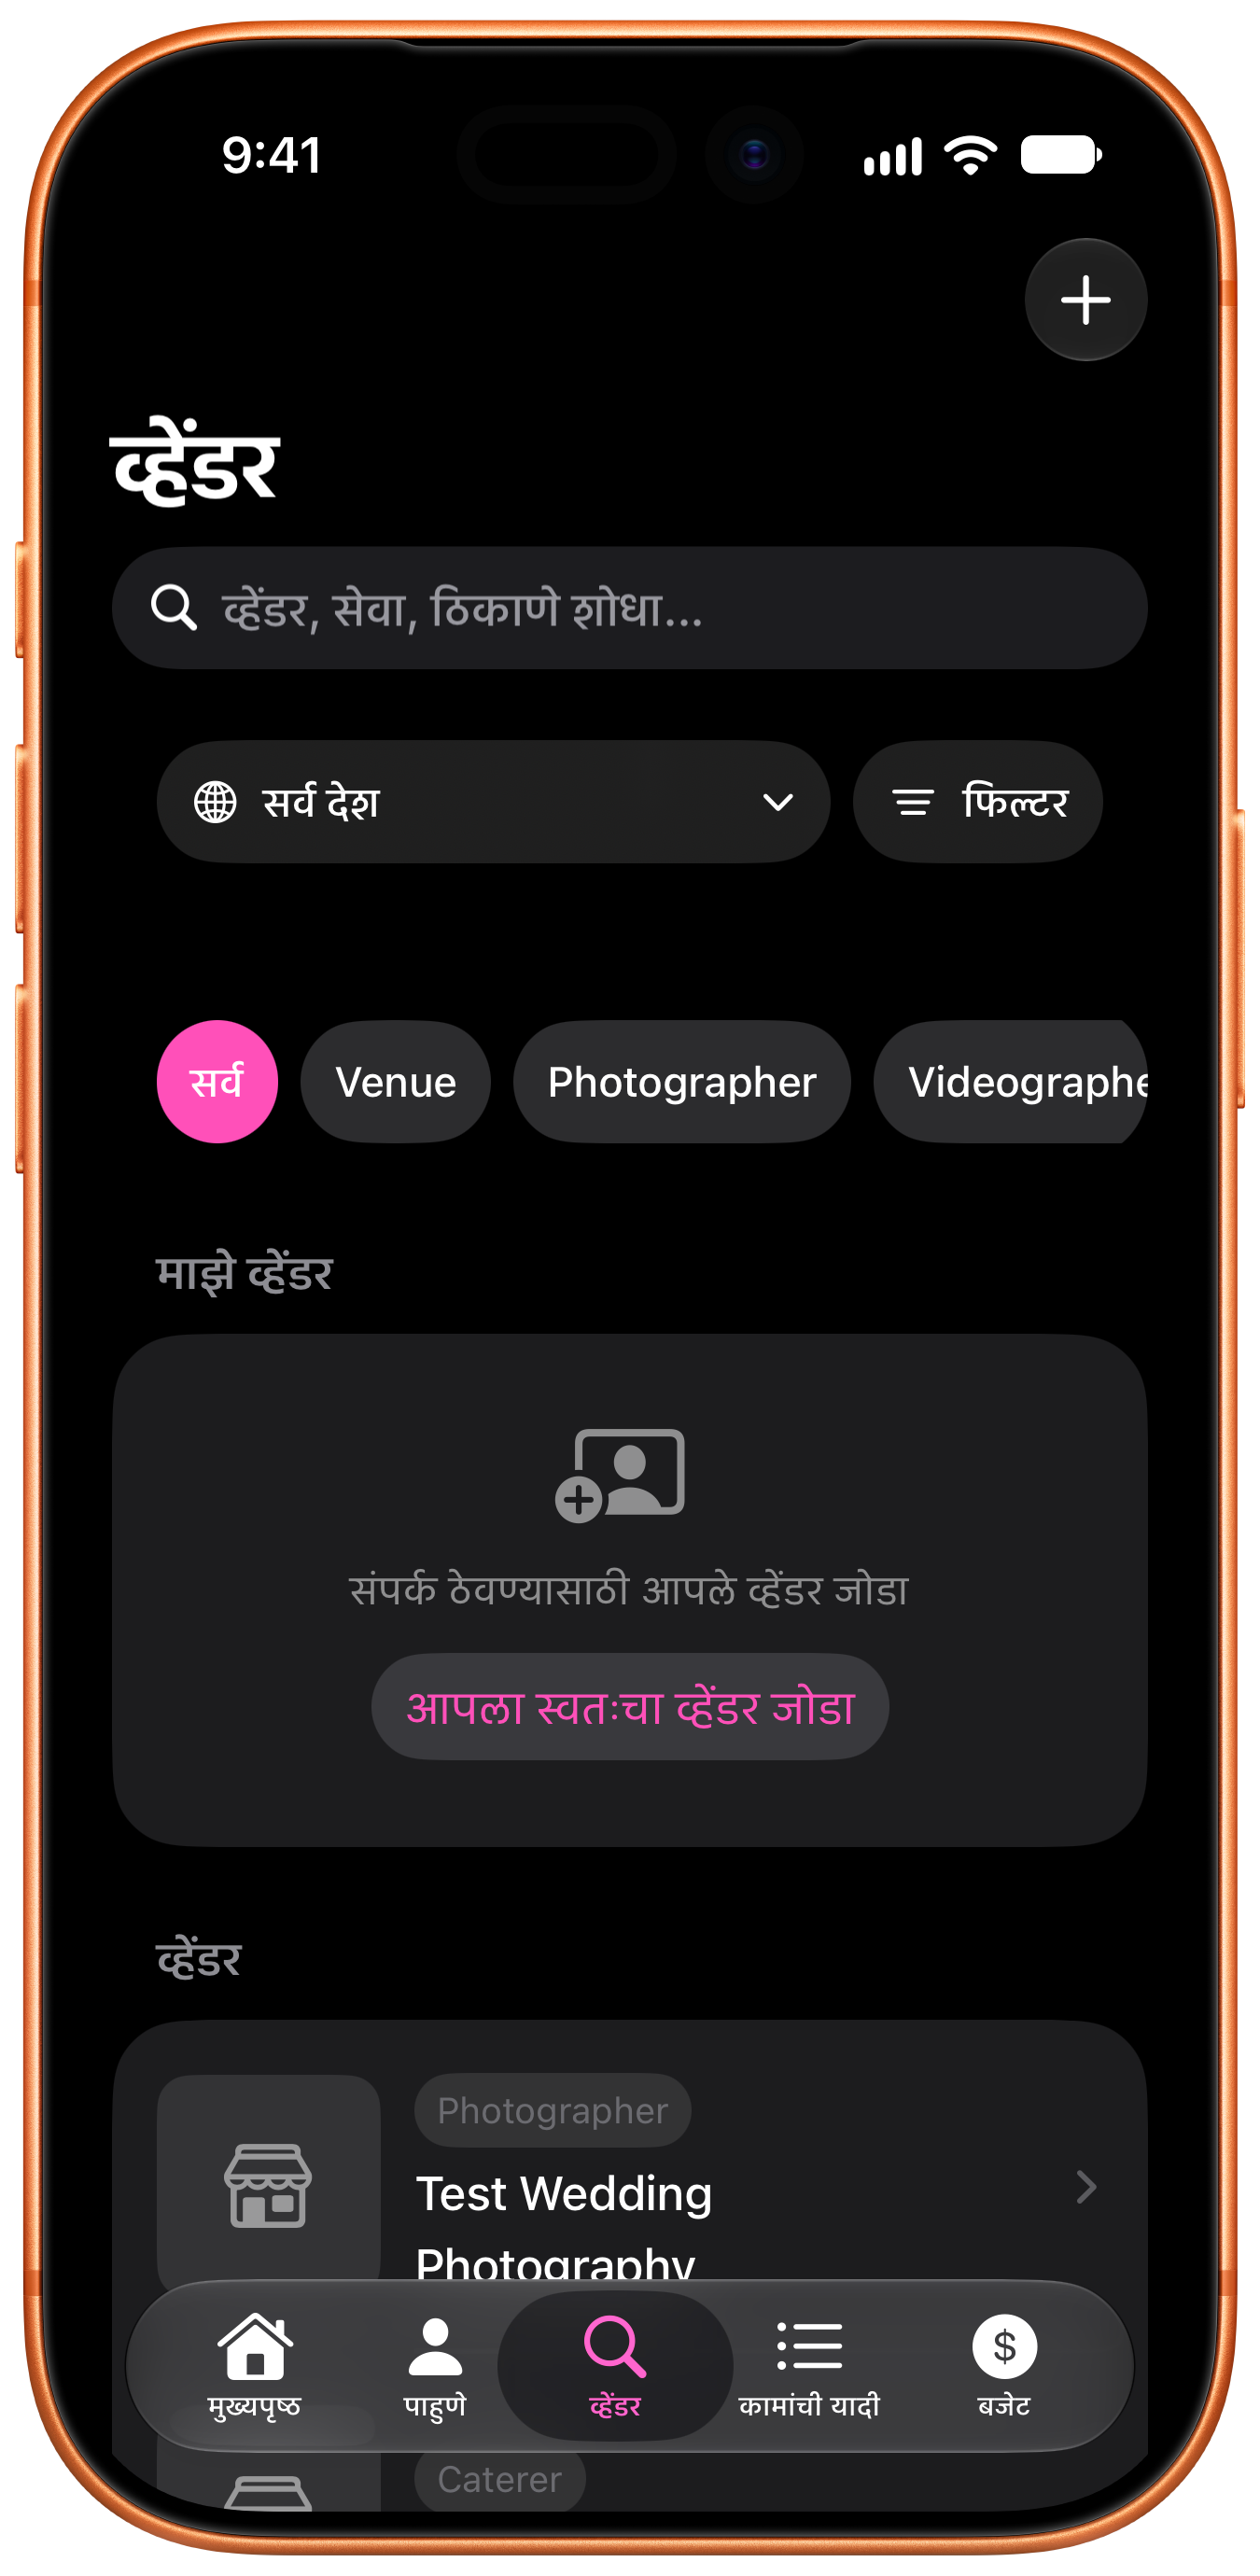 9:41
व्हेंडर
व्हेंडर, सेवा, ठिकाणे शोधा...
सर्व देश
फिल्टर
सर्व Venue Photographer Videographe
माझे व्हेंडर
संपर्क ठेवण्यासाठी आपले व्हेंडर जोडा
आपला स्वतःचा व्हेंडर जोडा
व्हेंडर
Photographer
Test Wedding
Photography
मुख्यपृष्ठ पाहुणे व्हेंडर कामांची यादी बजेट
Caterer